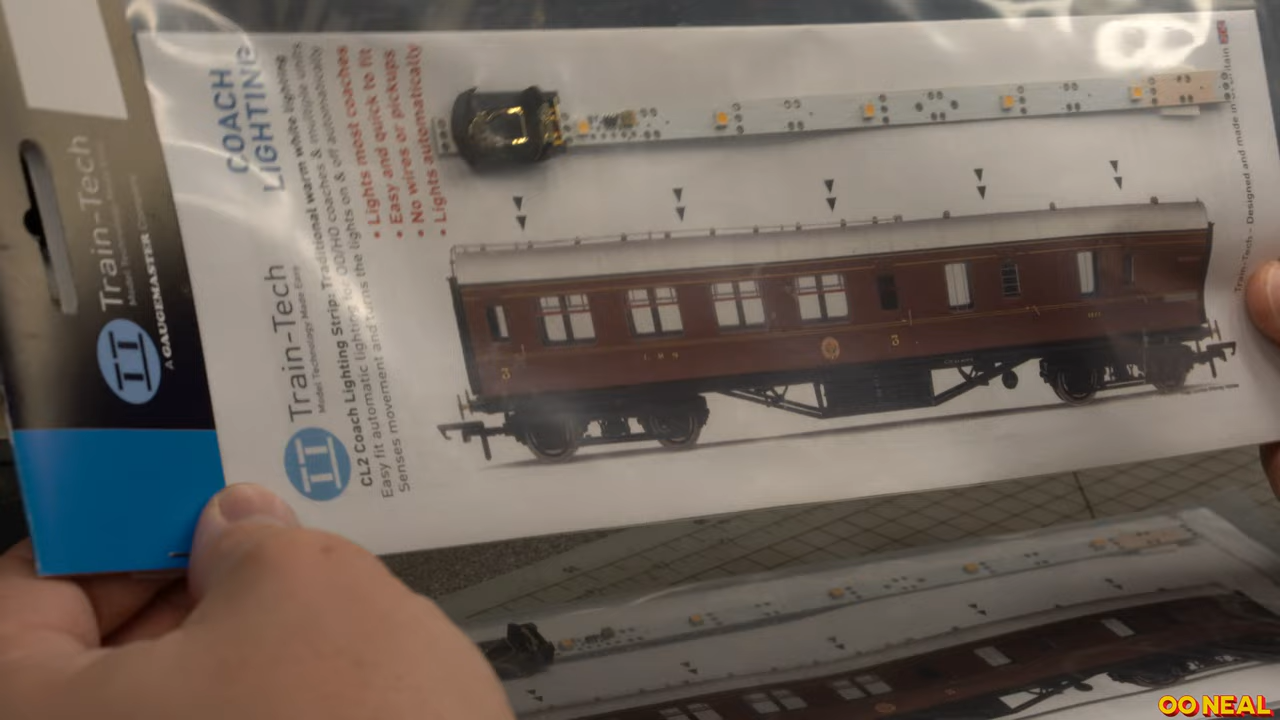 Train-Tech
Model Technology Made Easy
A GAUGEMASTER Company
COACH
LIGHTING
Train-Tech
Model Technology Made Easy
CL2 Coach Lighting Strip: Traditional warm white lighting
Easy fit automatic lighting for OO/HO coaches & multiple units
Senses movement and turns the lights on & off automatically
• Lights most coaches
• Easy and quick to fit
• No wires or pickups
• Lights automatically
Train-Tech - Designed and made in Britain
3
L M S
3
OO NEAL